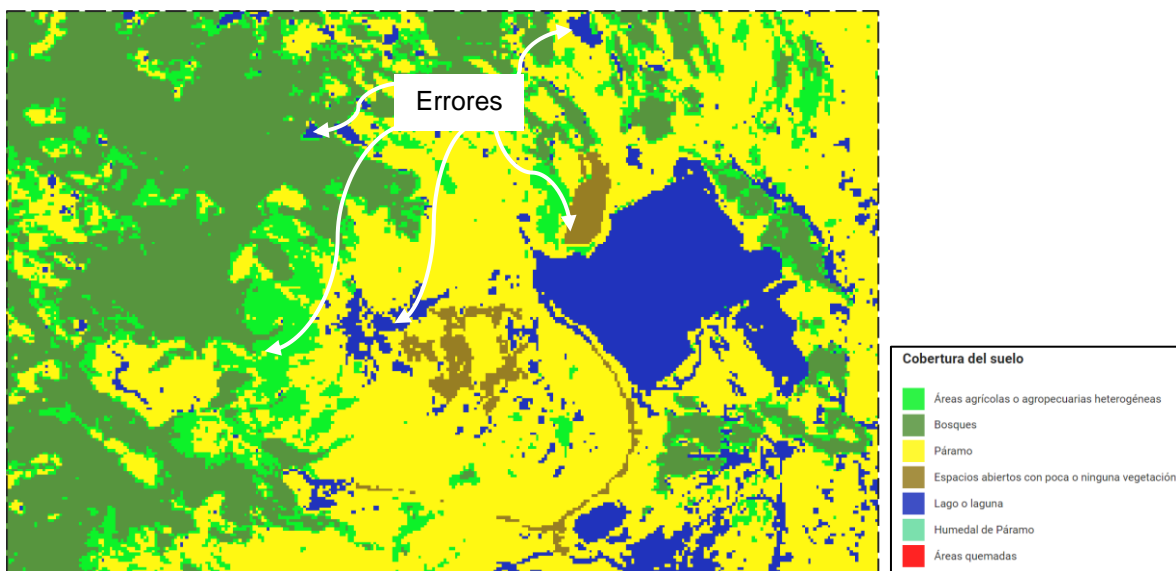 Errores
Cobertura del suelo
Áreas agrícolas o agropecuarias heterogéneas
Bosques
Páramo
Espacios abiertos con poca o ninguna vegetación
Lago o laguna
Humedal de Páramo
Áreas quemadas